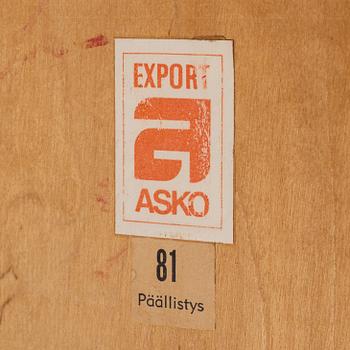 EXPORT
a
ASKO
81
Päällistys